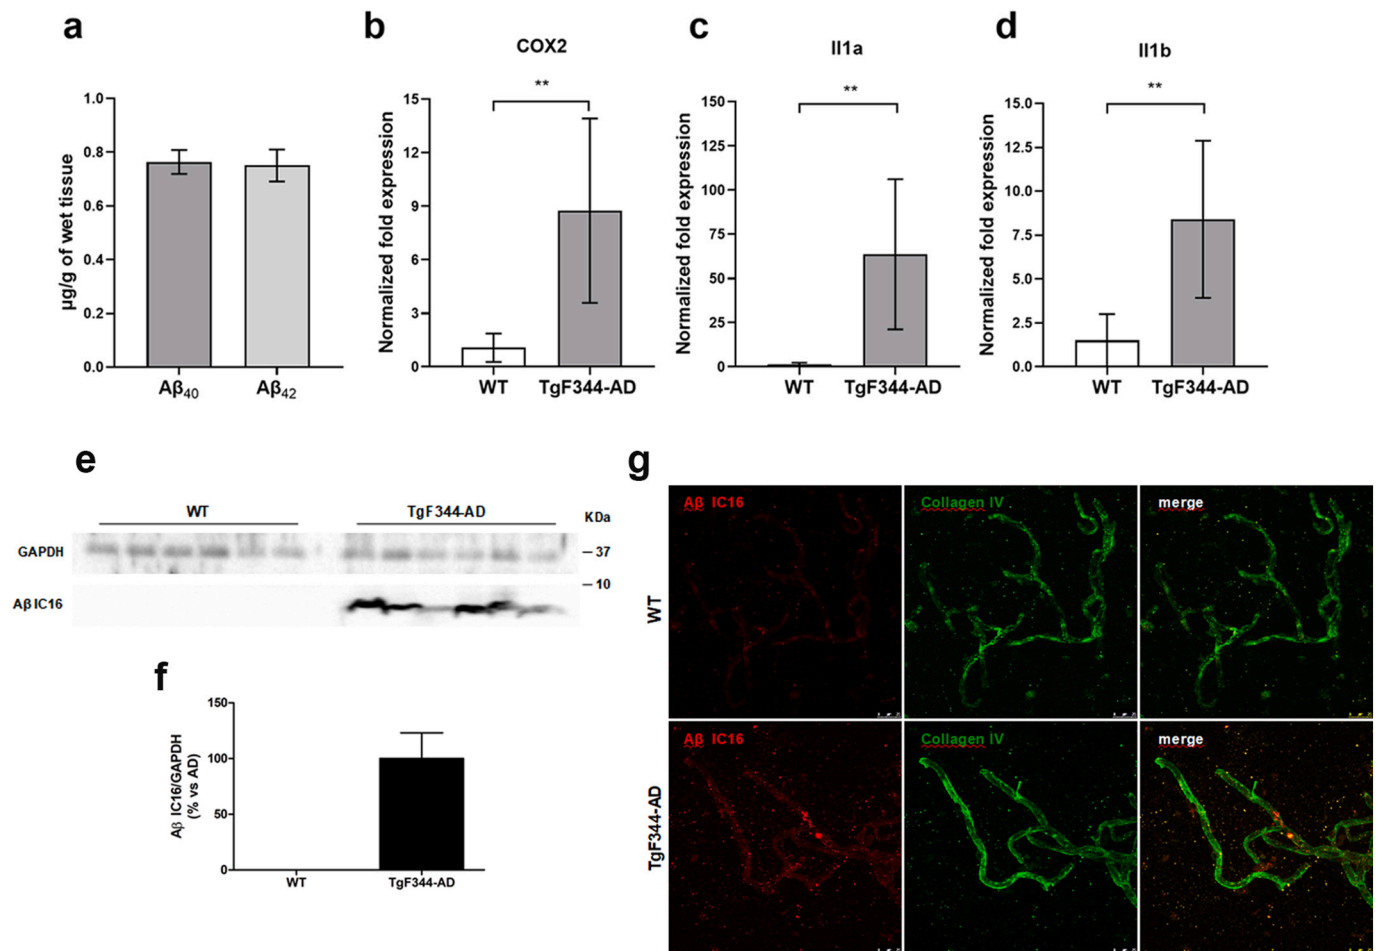 a
µg/g of wet tissue
1.0
0.8
0.6
0.4
0.2
0.0
Aβ40
Aβ42
b
COX2
**
Normalized fold expression
15
12
9
6
3
0
WT
TgF344-AD
c
Il1a
**
Normalized fold expression
150
125
100
75
50
25
0
WT
TgF344-AD
d
Il1b
**
Normalized fold expression
15.0
12.5
10.0
7.5
5.0
2.5
0.0
WT
TgF344-AD
e
WT
TgF344-AD
KDa
GAPDH
37
10
Aβ IC16
f
Aβ IC16/GAPDH
(% vs AD)
150
100
50
0
WT
TgF344-AD
g
Aβ IC16
Collagen IV
merge
WT
Aβ IC16
Collagen IV
merge
TgF344-AD